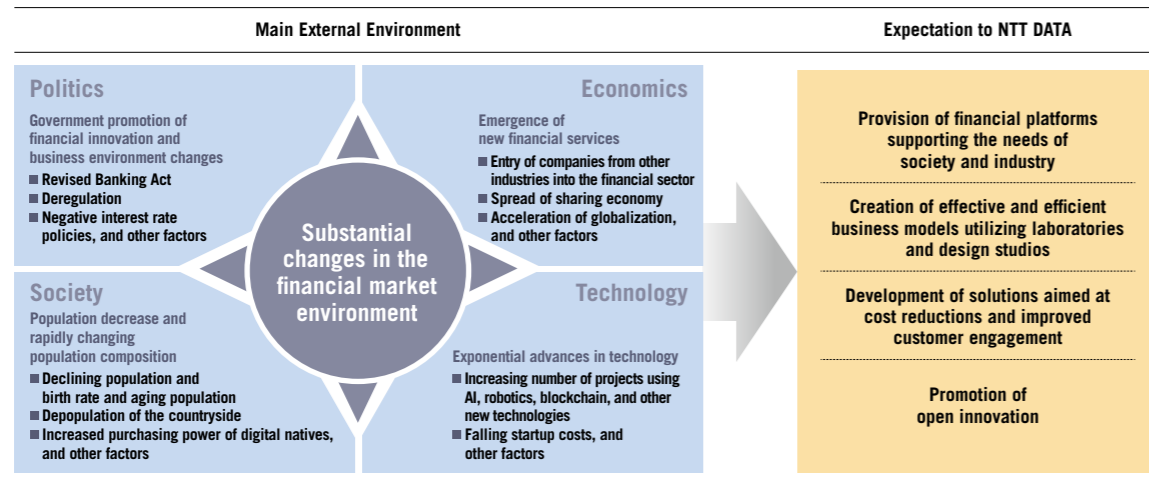 Main External Environment
Expectation to NTT DATA
Politics
Government promotion of
financial innovation and
business environment changes
■ Revised Banking Act
■ Deregulation
■ Negative interest rate
policies, and other factors
Economics
Emergence of
new financial services
■ Entry of companies from other
industries into the financial sector
■ Spread of sharing economy
■ Acceleration of globalization,
and other factors
Substantial
changes in the
financial market
environment
Society
Population decrease and
rapidly changing
population composition
■ Declining population and
birth rate and aging population
■ Depopulation of the countryside
■ Increased purchasing power of digital natives,
and other factors
Technology
Exponential advances in technology
■ Increasing number of projects using
AI, robotics, blockchain, and other
new technologies
■ Falling startup costs, and
other factors
Provision of financial platforms
supporting the needs of
society and industry
Creation of effective and efficient
business models utilizing laboratories
and design studios
Development of solutions aimed at
cost reductions and improved
customer engagement
Promotion of
open innovation